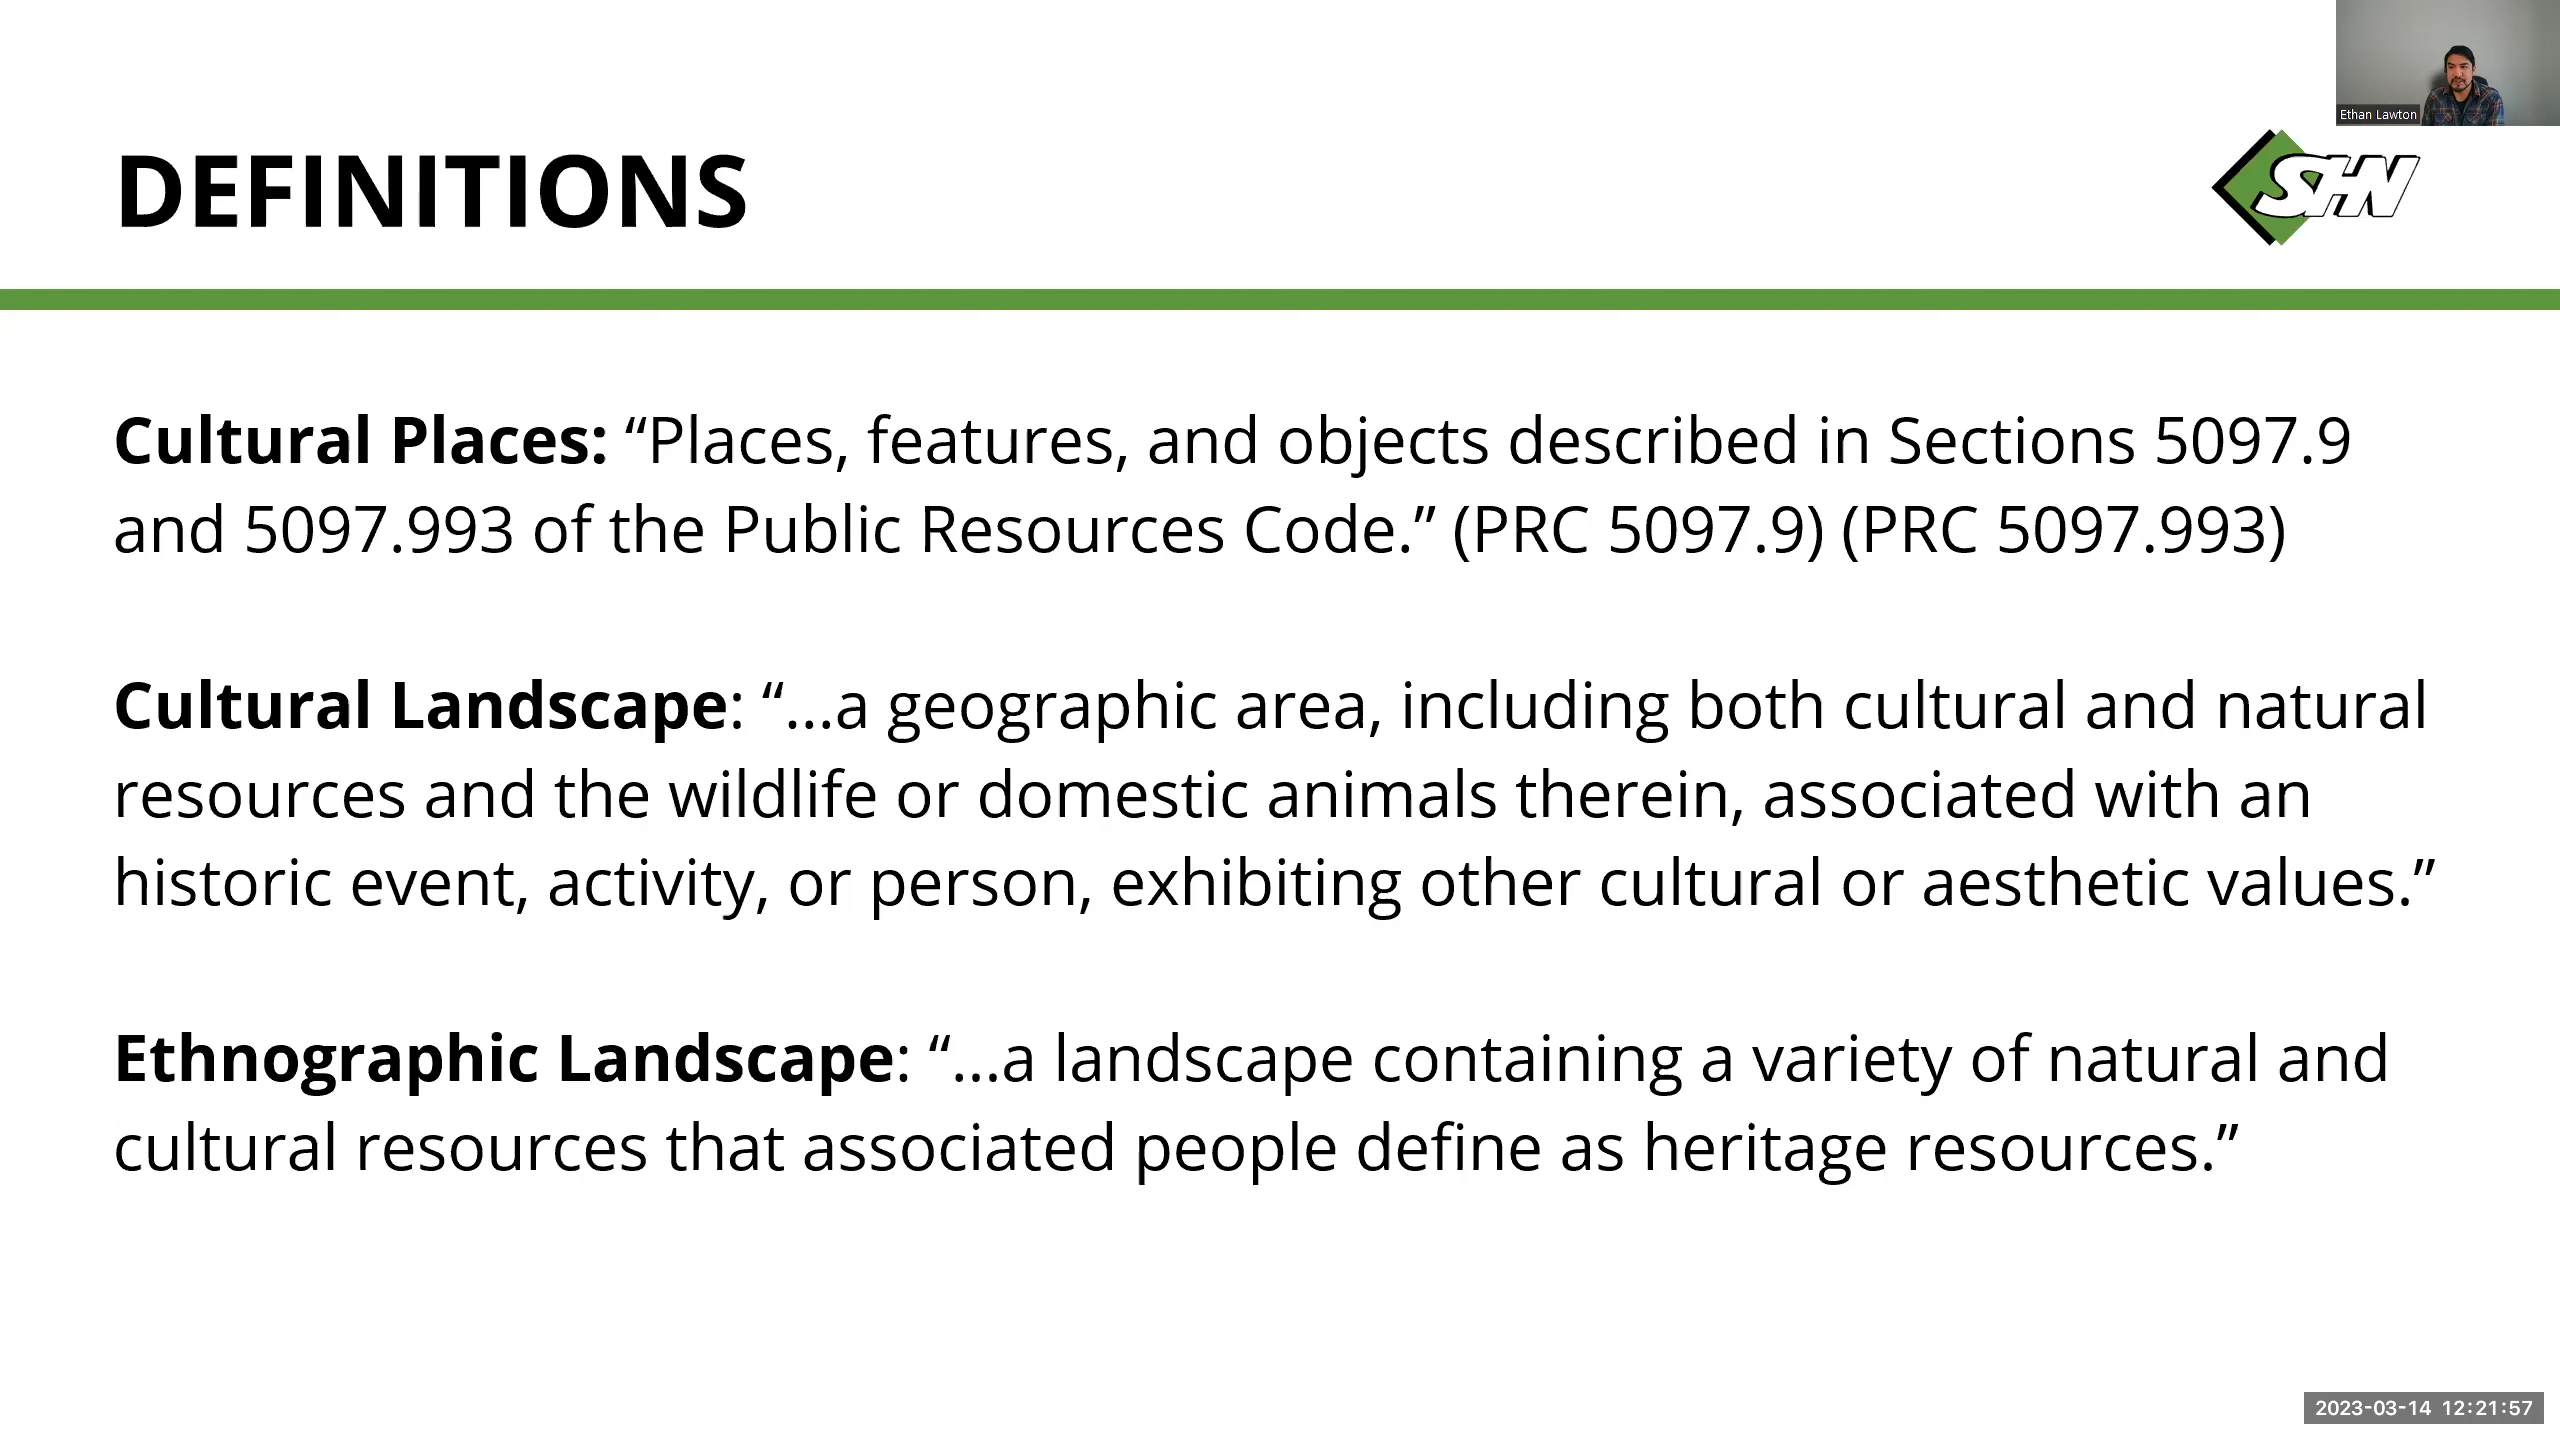 Ethan Lawton
DEFINITIONS
SHN
Cultural Places: “Places, features, and objects described in Sections 5097.9
and 5097.993 of the Public Resources Code.” (PRC 5097.9) (PRC 5097.993)
Cultural Landscape: “...a geographic area, including both cultural and natural
resources and the wildlife or domestic animals therein, associated with an
historic event, activity, or person, exhibiting other cultural or aesthetic values.”
Ethnographic Landscape: “...a landscape containing a variety of natural and
cultural resources that associated people define as heritage resources.”
2023-03-14 12:21:57